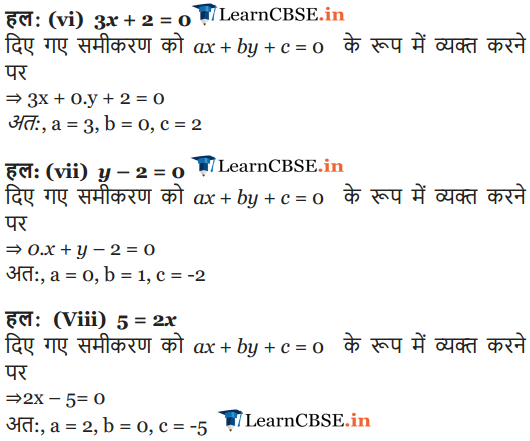 हल: (vi) 3x + 2 = 0 LearnCBSE.in
दिए गए समीकरण को ax + by + c = 0 के रूप में व्यक्त करने
पर
⇒ 3x + 0.y + 2 = 0
अत:, a = 3, b = 0, c = 2
हल: (vii) y – 2 = 0 LearnCBSE.in
दिए गए समीकरण को ax + by + c = 0 के रूप में व्यक्त करने
पर
⇒ 0.x + y – 2 = 0
अत:, a = 0, b = 1, c = -2
हल: (Viii) 5 = 2x
दिए गए समीकरण को ax + by + c = 0 के रूप में व्यक्त करने
पर
⇒2x – 5= 0
अत:, a = 2, b = 0, c = -5 LearnCBSE.in